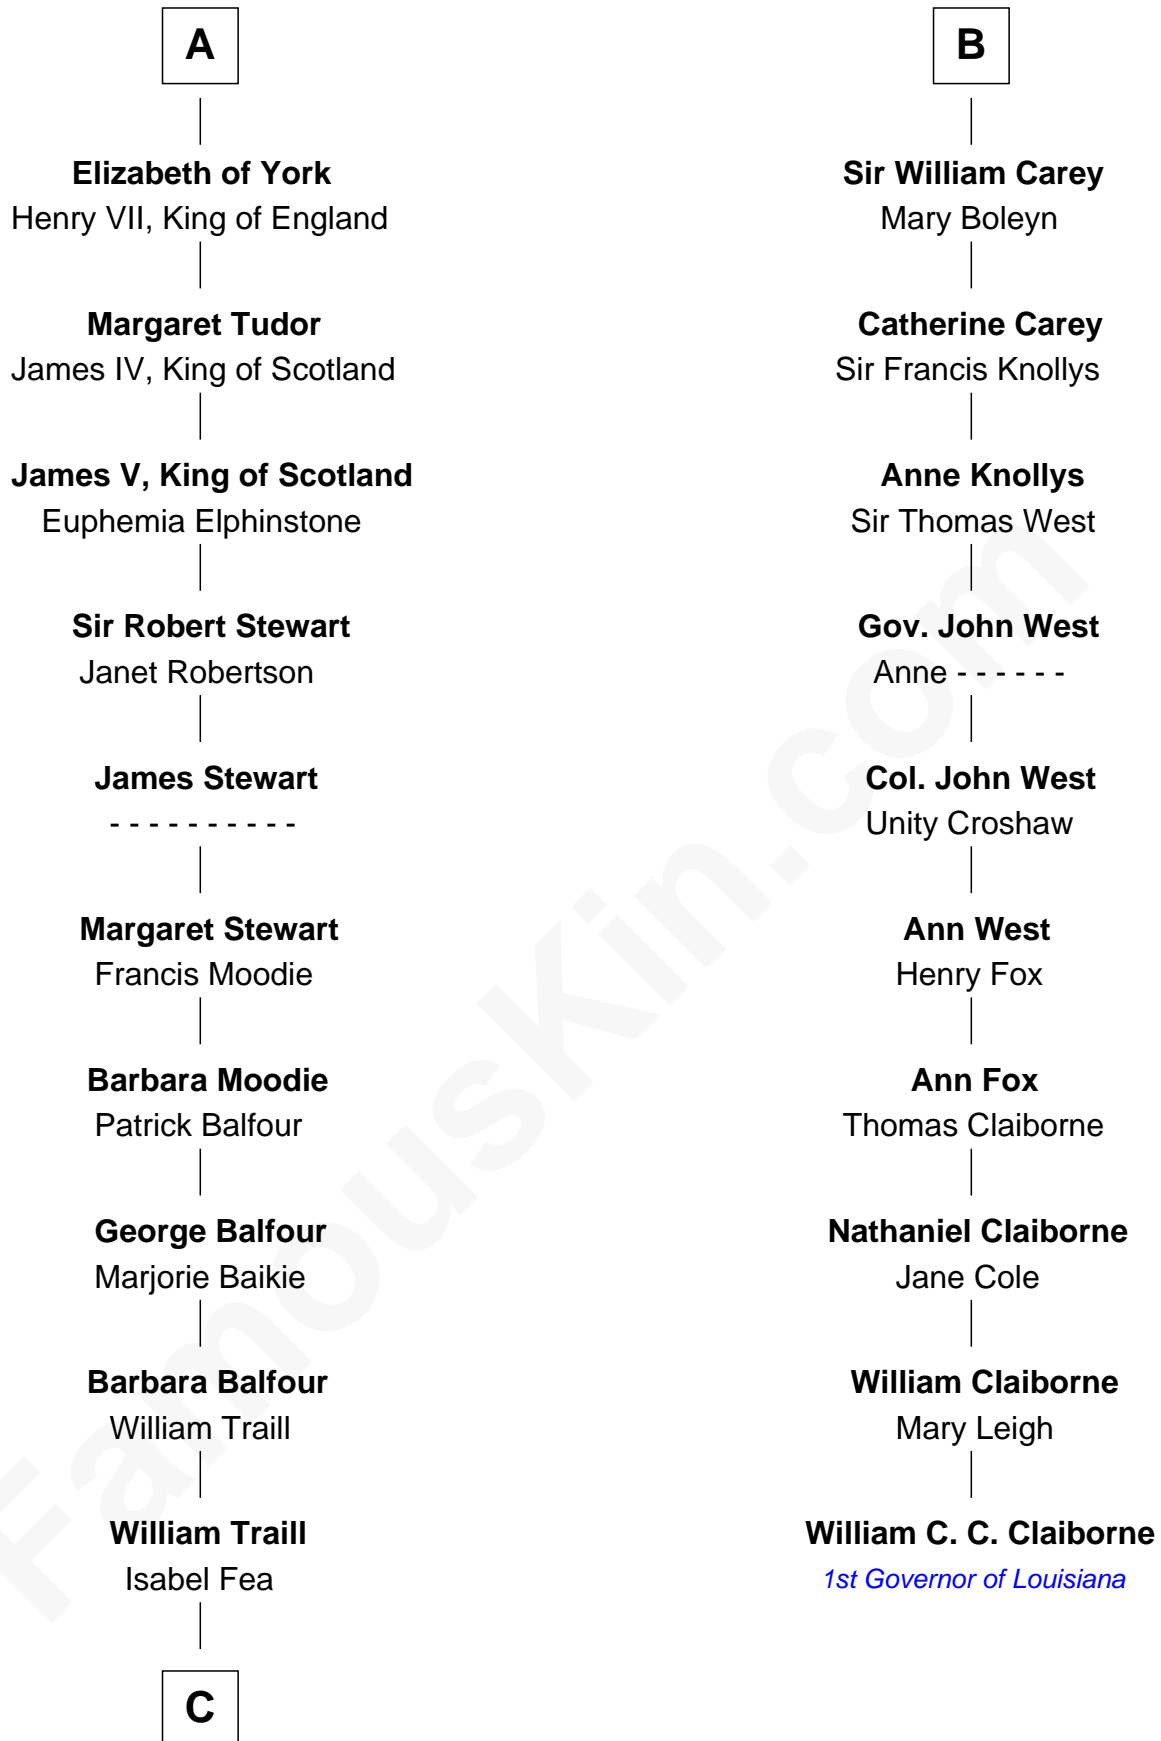 A
Elizabeth of York
Henry VII, King of England
Margaret Tudor
James IV, King of Scotland
James V, King of Scotland
Euphemia Elphinstone
Sir Robert Stewart
Janet Robertson
James Stewart
- - - - - - - - - -
Margaret Stewart
Francis Moodie
Barbara Moodie
Patrick Balfour
George Balfour
Marjorie Baikie
Barbara Balfour
William Traill
William Traill
Isabel Fea
C
B
Sir William Carey
Mary Boleyn
Catherine Carey
Sir Francis Knollys
Anne Knollys
Sir Thomas West
Gov. John West
Anne - - - - - -
Col. John West
Unity Croshaw
Ann West
Henry Fox
Ann Fox
Thomas Claiborne
Nathaniel Claiborne
Jane Cole
William Claiborne
Mary Leigh
William C. C. Claiborne
1st Governor of Louisiana
FamousKin.com